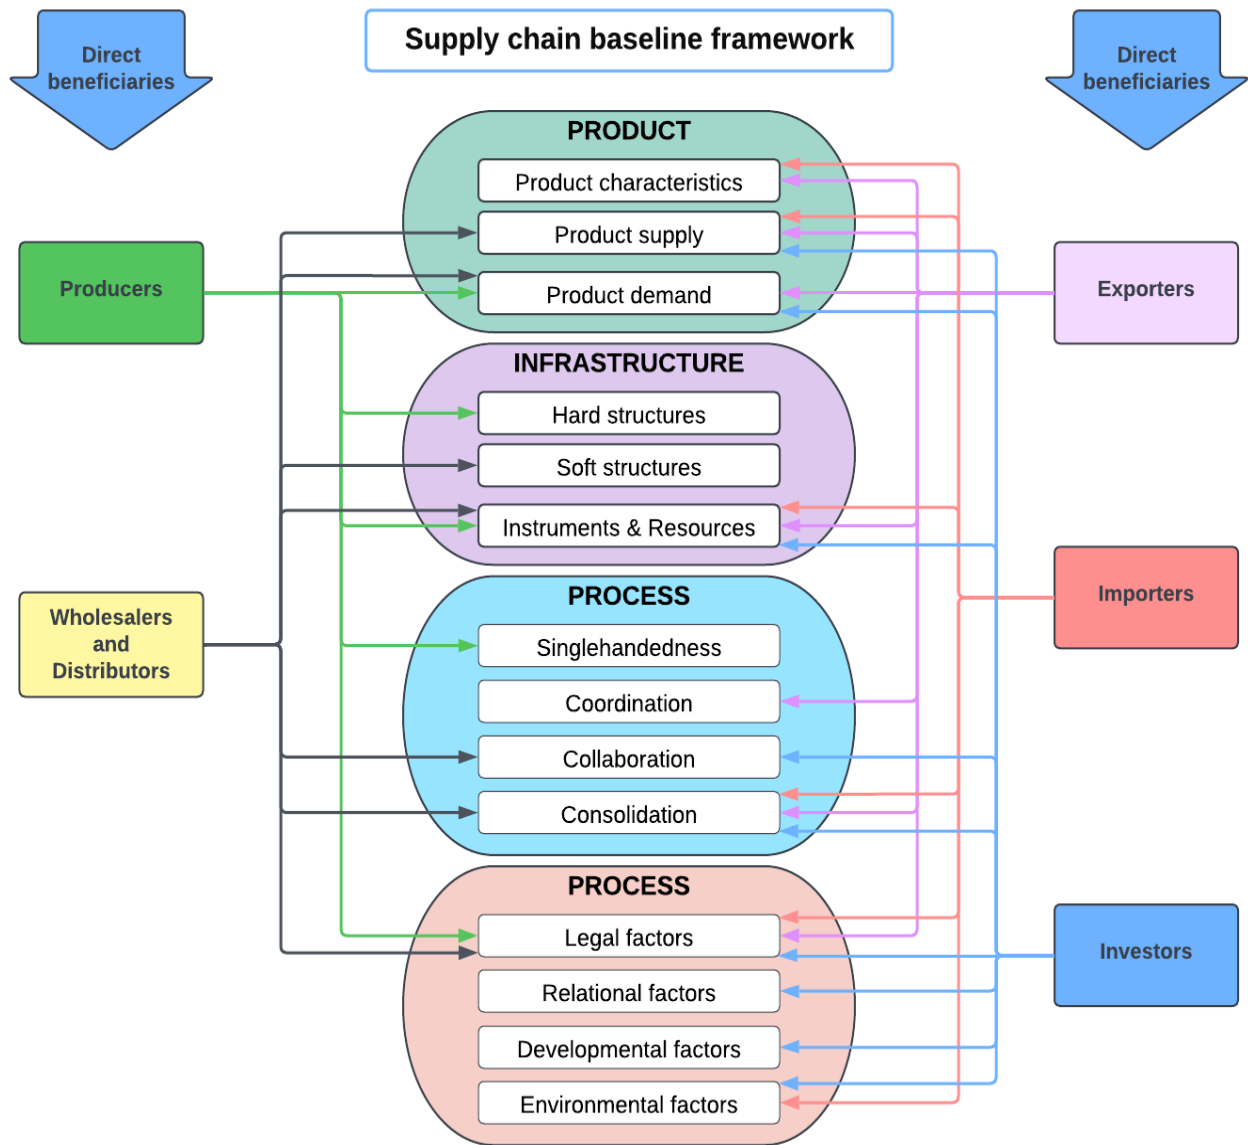 Direct
beneficiaries
Supply chain baseline framework
Direct
beneficiaries
PRODUCT
Product characteristics
Product supply
Product demand
Producers
Exporters
INFRASTRUCTURE
Hard structures
Soft structures
Instruments & Resources
PROCESS
Singlehandedness
Coordination
Collaboration
Consolidation
Wholesalers
and
Distributors
Importers
PROCESS
Legal factors
Relational factors
Developmental factors
Environmental factors
Investors